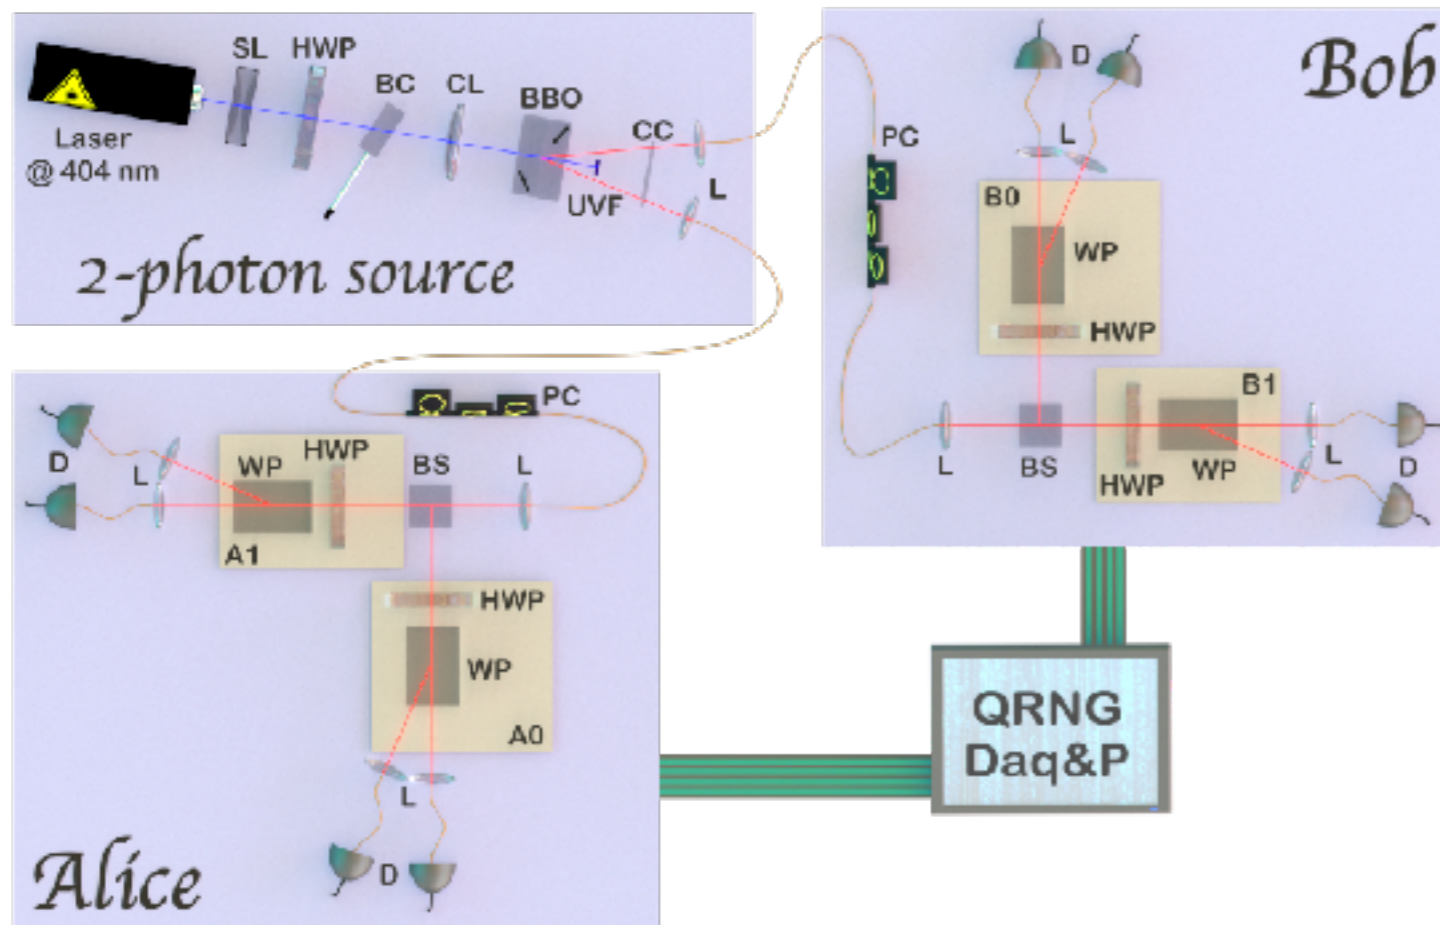 SL
HWP
BC
CL
BBO
CC
Laser
@ 404 nm
UVF
L
2-photon source
Bob
D
L
PC
B0
WP
HWP
B1
L
BS
HWP
WP
L
D
PC
D
L
WP
HWP
BS
L
A1
HWP
WP
A0
L
D
Alice
QRNG
Daq&P